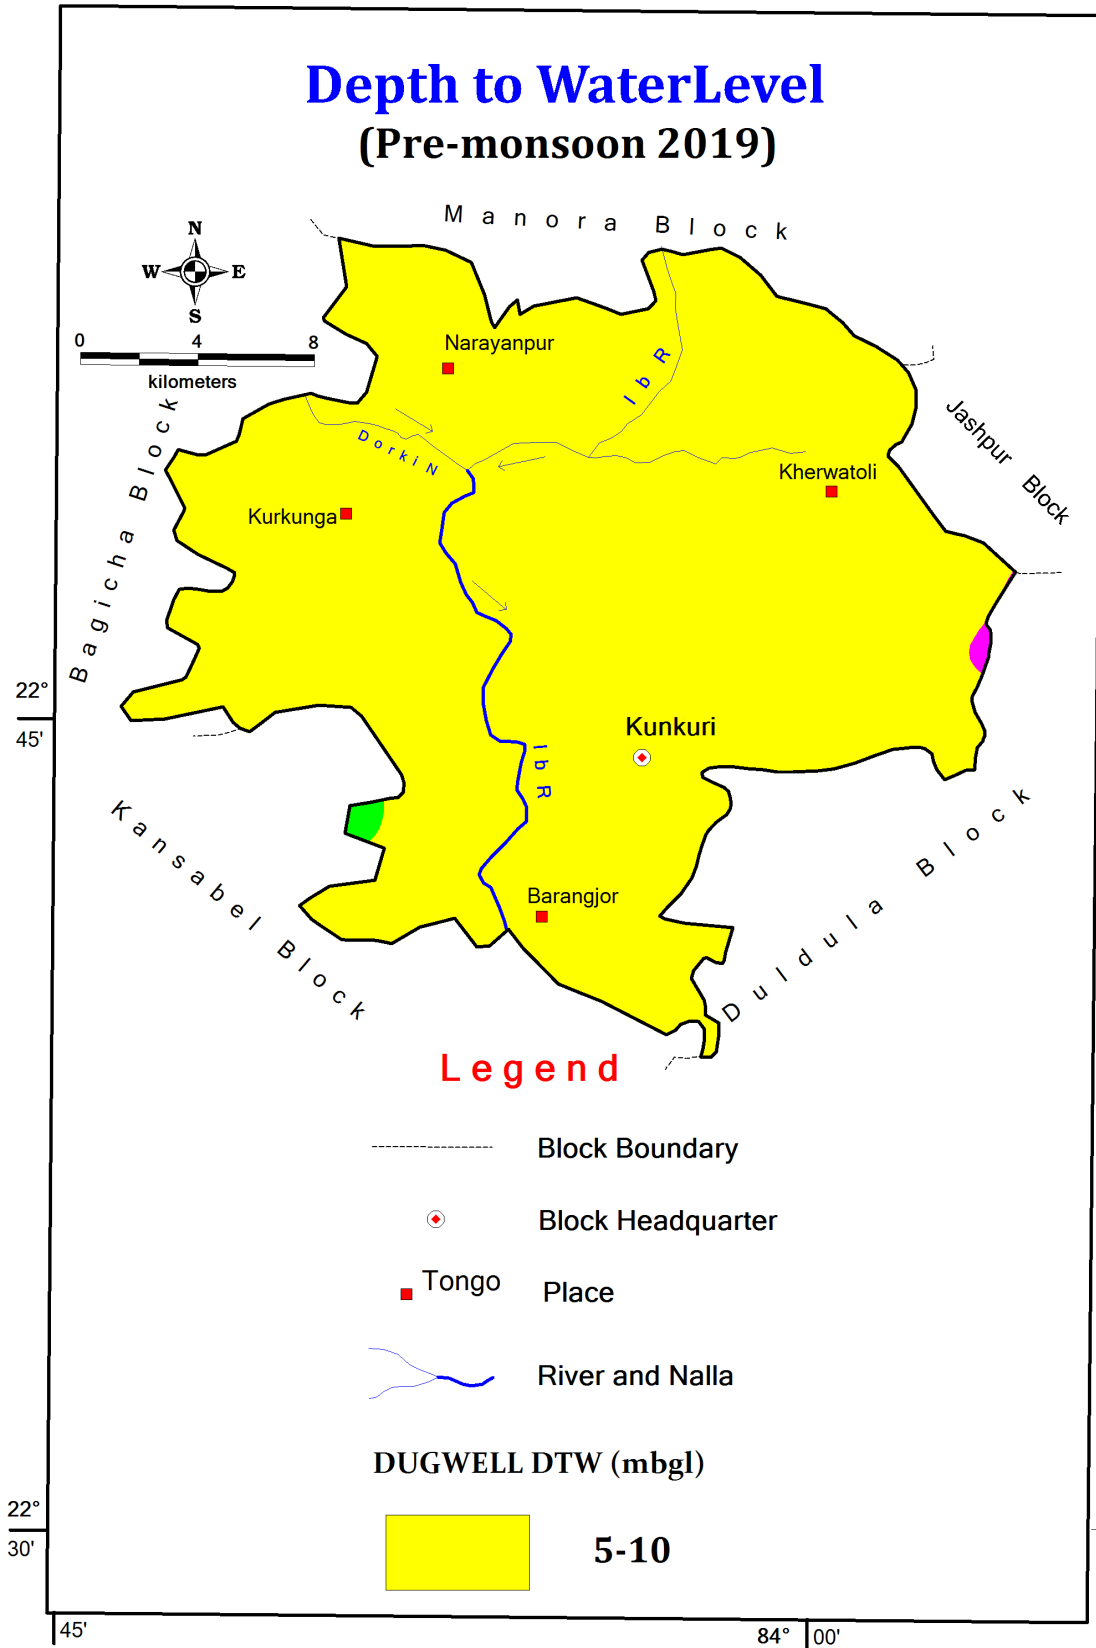 Depth to WaterLevel
(Pre-monsoon 2019)
Manora Block
N
W E
S
0 4 8
kilometers
Narayanpur
Ib R
Jashpur Block
Bagicha Block
Dorki N
Kherwatoli
Kurkunga
22°
45'
Kunkuri
Ib R
Kansabel Block
Duldula Block
Barangjor
Legend
Block Boundary
Block Headquarter
Tongo Place
River and Nalla
DUGWELL DTW (mbgl)
22°
30'
5-10
45' 84° 00'